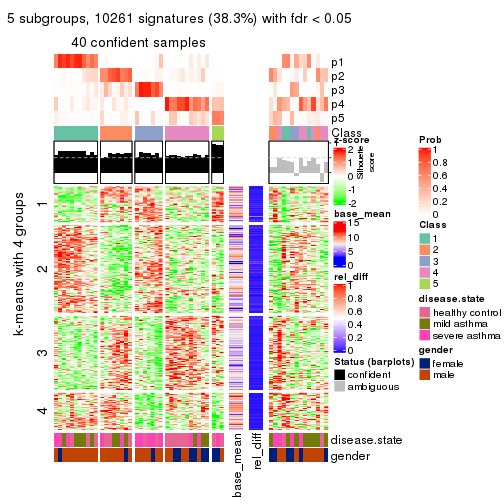 5 subgroups, 10261 signatures (38.3%) with fdr < 0.05
40 confident samples
p1
p2
p3
p4
p5
Class
Silhouette
score
k-means with 4 groups
1
2
3
4
z-score
2
1
0
-1
-2
base_mean
15
10
5
0
rel_diff
1
0.8
0.6
0.4
0.2
0
Status (barplots)
confident
ambiguous
Prob
1
0.8
0.6
0.4
0.2
0
Class
1
2
3
4
5
disease.state
healthy control
mild asthma
severe asthma
gender
female
male
disease.state
gender
base_mean
rel_diff